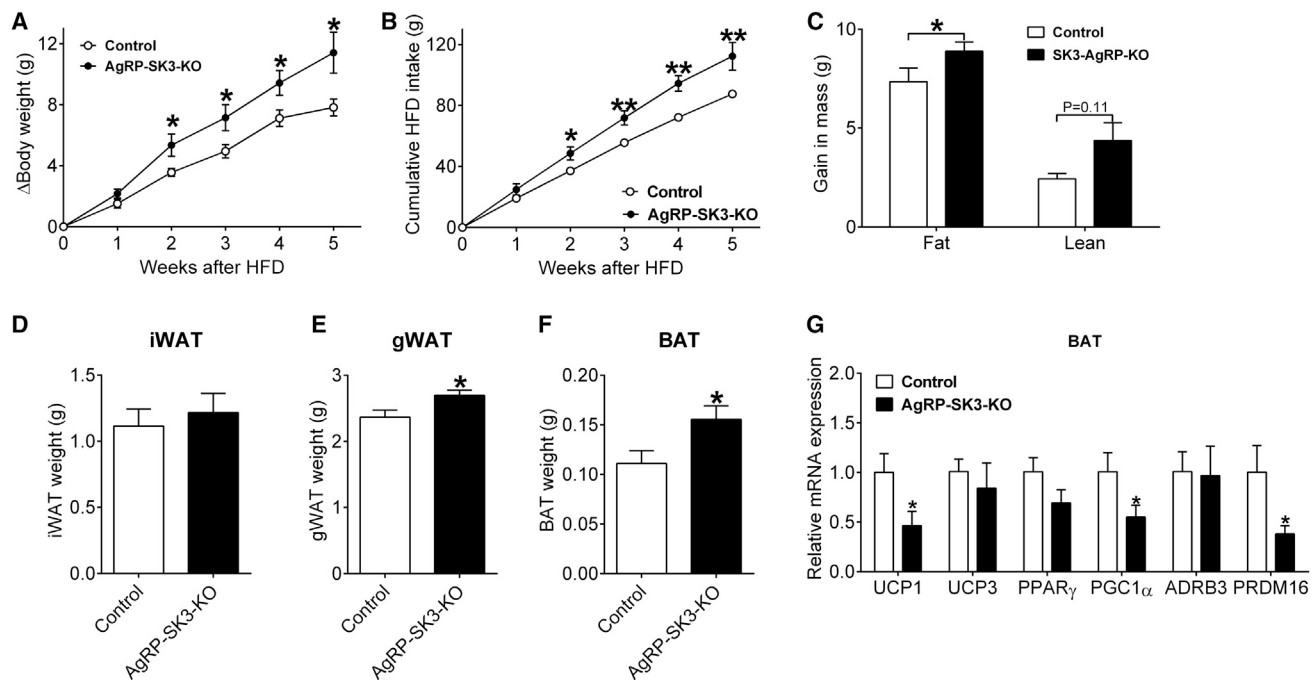 A
ΔBody weight (g)
12
8
4
0
Control
AgRP-SK3-KO
*
*
*
*
0 1 2 3 4 5
Weeks after HFD
B
Cumulative HFD intake (g)
120
80
40
0
*
**
**
**
Control
AgRP-SK3-KO
0 1 2 3 4 5
Weeks after HFD
C
Gain in mass (g)
10
5
0
*
P=0.11
Control
SK3-AgRP-KO
Fat Lean
D
iWAT
iWAT weight (g)
1.5
1.0
0.5
0.0
Control
AgRP-SK3-KO
E
gWAT
gWAT weight (g)
3
2
1
0
*
Control
AgRP-SK3-KO
F
BAT
BAT weight (g)
0.20
0.15
0.10
0.05
0.00
*
Control
AgRP-SK3-KO
G
BAT
Relative mRNA expression
2.0
1.5
1.0
0.5
0.0
Control
AgRP-SK3-KO
*
*
*
UCP1 UCP3 PPARγ PGC1α ADRB3 PRDM16